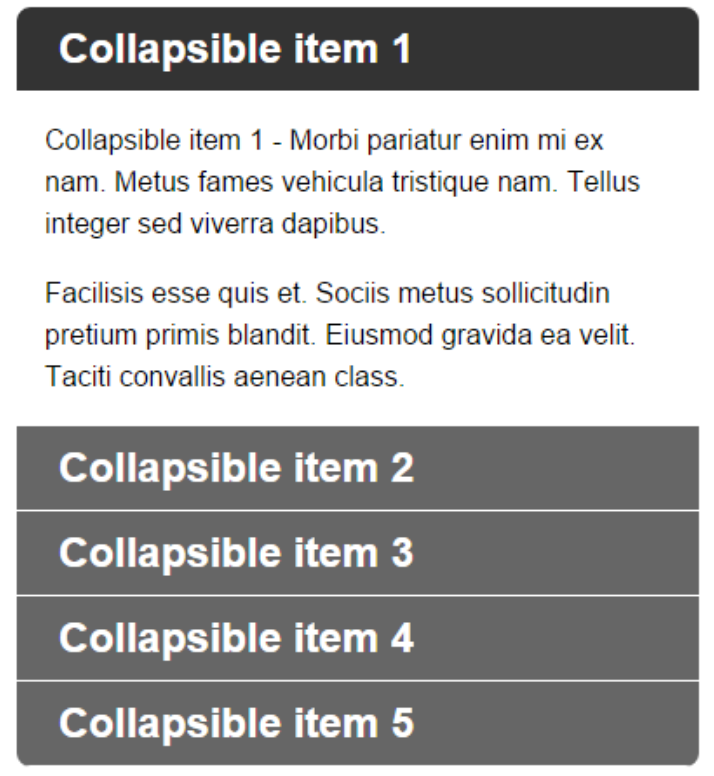 Collapsible item 1
Collapsible item 1 - Morbi pariatur enim mi ex
nam. Metus fames vehicula tristique nam. Tellus
integer sed viverra dapibus.
Facilisis esse quis et. Sociis metus sollicitudin
pretium primis blandit. Eiusmod gravida ea velit.
Taciti convallis aenean class.
Collapsible item 2
Collapsible item 3
Collapsible item 4
Collapsible item 5